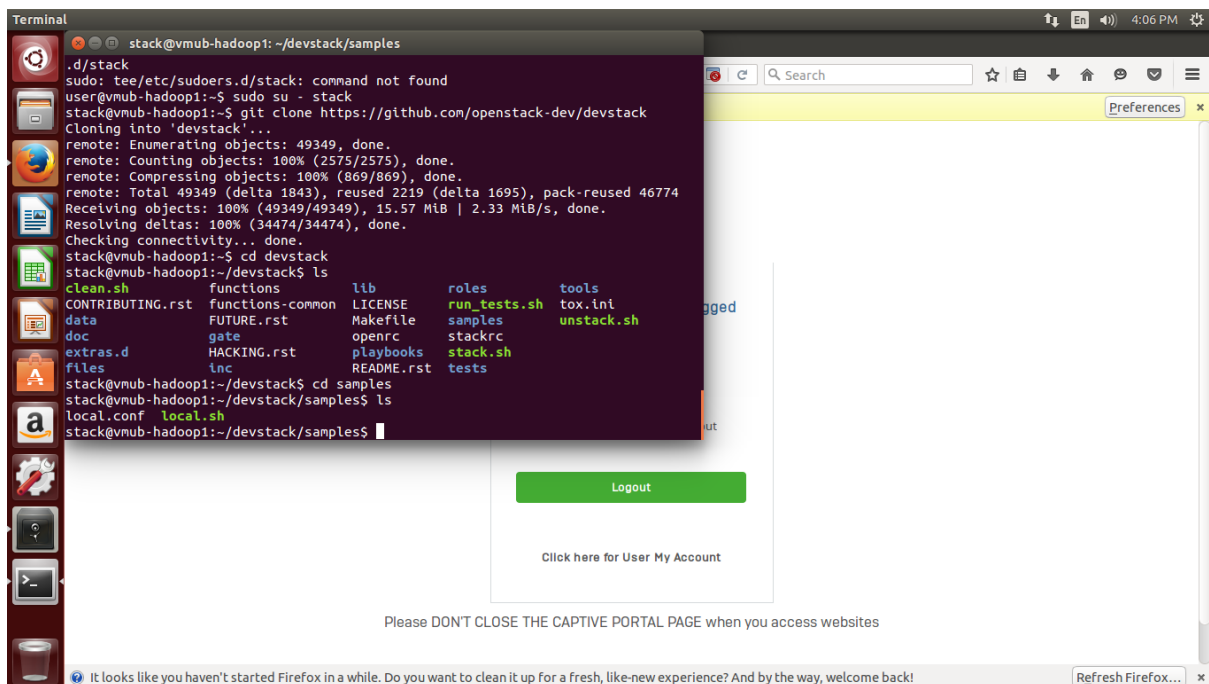 Terminal
En
4:06 PM
stack@vmub-hadoop1: ~/devstack/samples
.d/stack
sudo: tee/etc/sudoers.d/stack: command not found
user@vmub-hadoop1:~$ sudo su - stack
stack@vmub-hadoop1:~$ git clone https://github.com/openstack-dev/devstack
Cloning into 'devstack'...
remote: Enumerating objects: 49349, done.
remote: Counting objects: 100% (2575/2575), done.
remote: Compressing objects: 100% (869/869), done.
remote: Total 49349 (delta 1843), reused 2219 (delta 1695), pack-reused 46774
Receiving objects: 100% (49349/49349), 15.57 MiB | 2.33 MiB/s, done.
Resolving deltas: 100% (34474/34474), done.
Checking connectivity... done.
stack@vmub-hadoop1:~$ cd devstack
stack@vmub-hadoop1:~/devstack$ ls
clean.sh functions lib roles tools
CONTRIBUTING.rst functions-common LICENSE run_tests.sh tox.ini
data FUTURE.rst Makefile samples unstack.sh
doc gate openrc stackrc
extras.d HACKING.rst playbooks stack.sh
files inc README.rst tests
stack@vmub-hadoop1:~/devstack$ cd samples
stack@vmub-hadoop1:~/devstack/samples$ ls
local.conf local.sh
stack@vmub-hadoop1:~/devstack/samples$
Search
Preferences
gged
out
Logout
Click here for User My Account
Please DON'T CLOSE THE CAPTIVE PORTAL PAGE when you access websites
It looks like you haven't started Firefox in a while. Do you want to clean it up for a fresh, like-new experience? And by the way, welcome back!
Refresh Firefox...